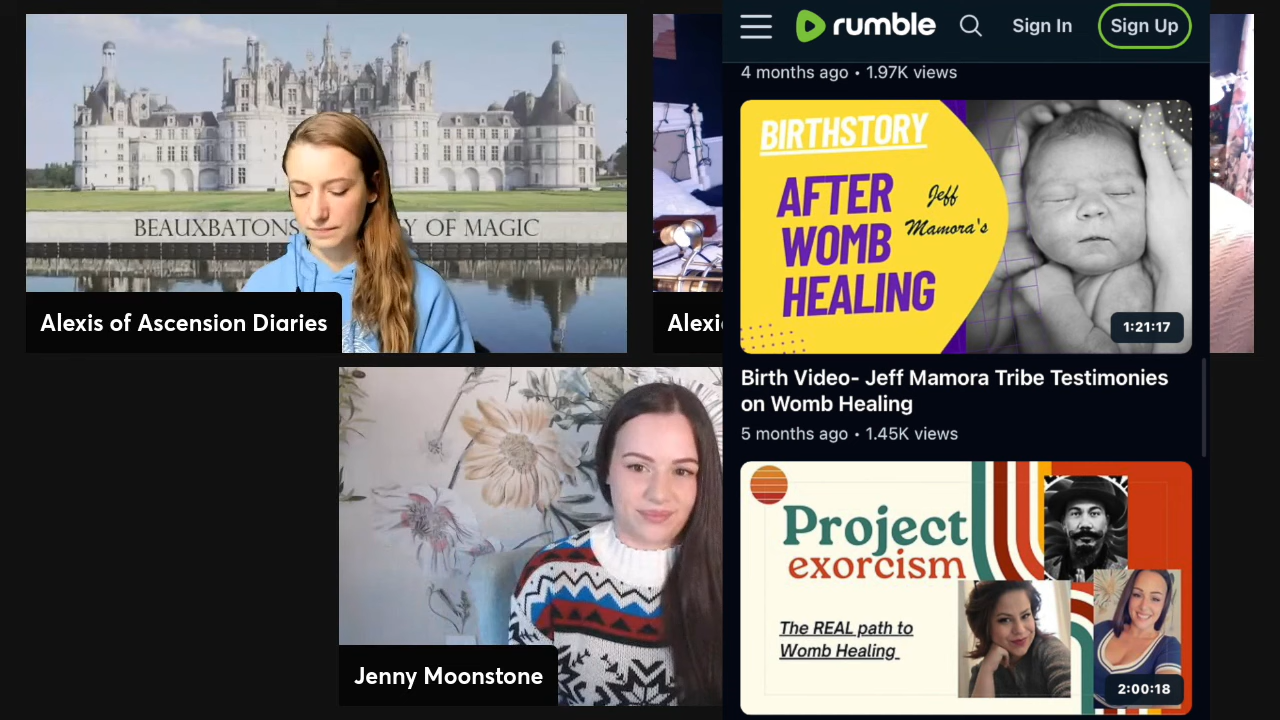 BEAUXBATONS
Y OF MAGIC
Alexis of Ascension Diaries
Alexi
Jenny Moonstone
rumble
Sign In
Sign Up
4 months ago • 1.97K views
BIRTHSTORY
AFTER
WOMB
HEALING
Jeff
Mamora's
1:21:17
Birth Video- Jeff Mamora Tribe Testimonies
on Womb Healing
5 months ago • 1.45K views
Project
exorcism
The REAL path to
Womb Healing
2:00:18